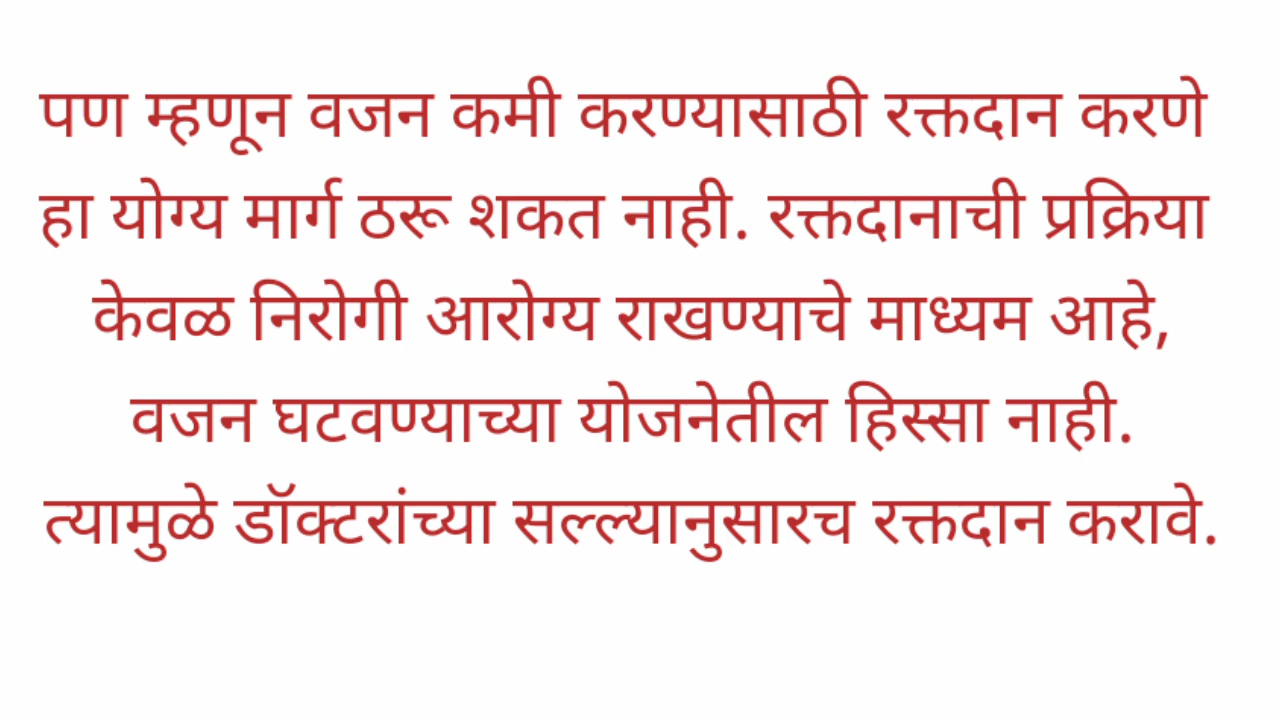 पण म्हणून वजन कमी करण्यासाठी रक्तदान करणे
हा योग्य मार्ग ठरू शकत नाही. रक्तदानाची प्रक्रिया
केवळ निरोगी आरोग्य राखण्याचे माध्यम आहे,
वजन घटवण्याच्या योजनेतील हिस्सा नाही.
त्यामुळे डॉक्टरांच्या सल्ल्यानुसारच रक्तदान करावे.